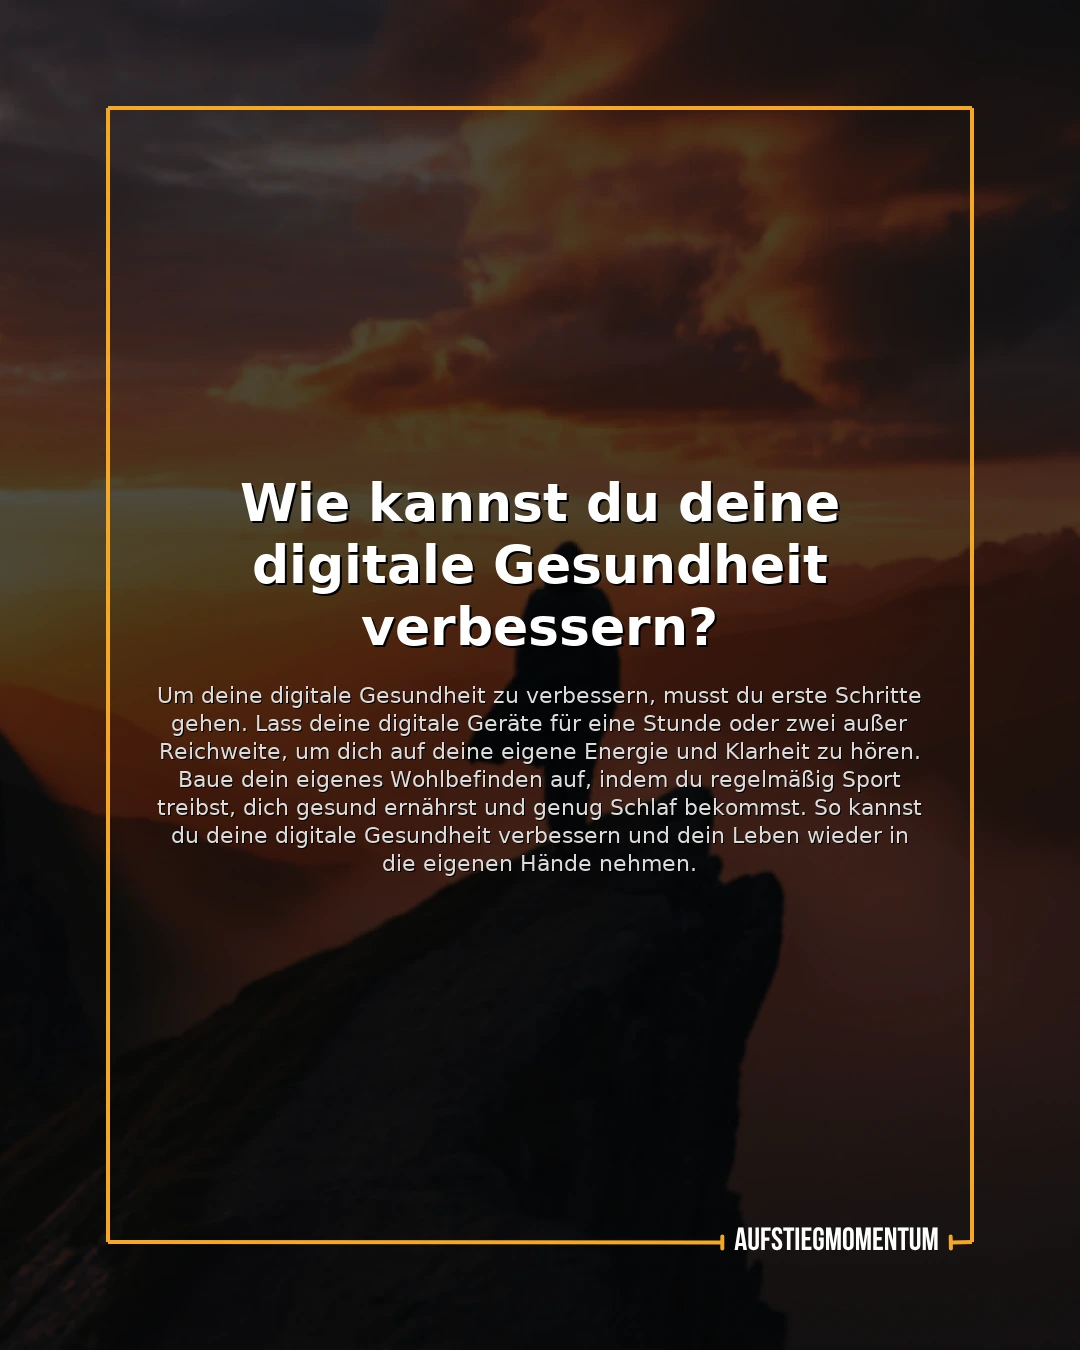 Wie kannst du deine
digitale Gesundheit
verbessern?
Um deine digitale Gesundheit zu verbessern, musst du erste Schritte
gehen. Lass deine digitale Geräte für eine Stunde oder zwei außer
Reichweite, um dich auf deine eigene Energie und Klarheit zu hören.
Baue dein eigenes Wohlbefinden auf, indem du regelmäßig Sport
treibst, dich gesund ernährst und genug Schlaf bekommst. So kannst
du deine digitale Gesundheit verbessern und dein Leben wieder in
die eigenen Hände nehmen.
AUFSTIEGMOMENTUM